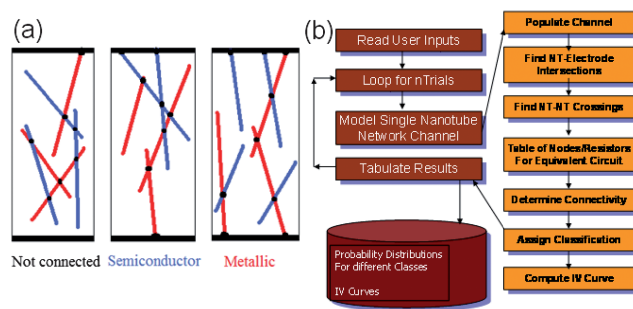 (a)
Not connected
Semiconductor
Metallic
(b)
Read User Inputs
Loop for nTrials
Model Single Nanotube
Network Channel
Tabulate Results
Probability Distributions
For different Classes
IV Curves
Populate Channel
Find NT-Electrode
Intersections
Find NT-NT Crossings
Table of Nodes/Resistors
For Equivalent Circuit
Determine Connectivity
Assign Classification
Compute IV Curve